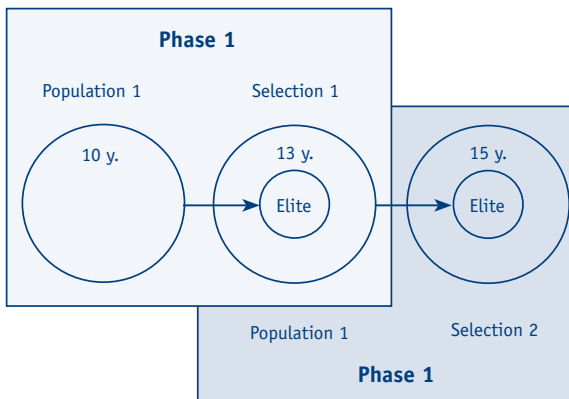 Phase 1
Population 1
Selection 1
10 y.
13 y.
15 y.
Elite
Elite
Population 1
Selection 2
Phase 1